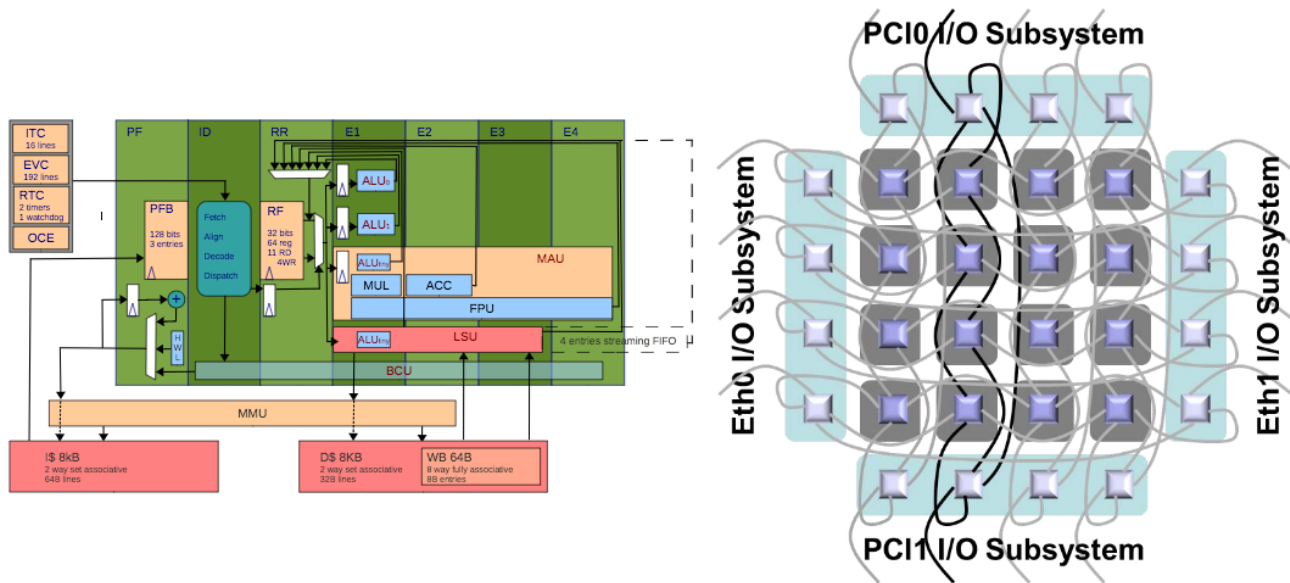 ITC
16 lines
EVC
192 lines
RTC
2 timers
1 watchdog
OCE
PF
ID
RR
E1
E2
E3
E4
PFB
128 bits
3 entries
Fetch
Align
Decode
Dispatch
RF
32 bits
64 reg
11 RD
4WR
ALU0
ALU1
MAU
MUL
ACC
FPU
LSU
4 entries streaming FIFO
HWL
BCU
MMU
I$ 8kB
2 way set associative
64B lines
D$ 8KB
2 way set associative
32B lines
WB 64B
8 way fully associative
8B entries
PCI0 I/O Subsystem
Eth0 I/O Subsystem
Eth1 I/O Subsystem
PCI1 I/O Subsystem